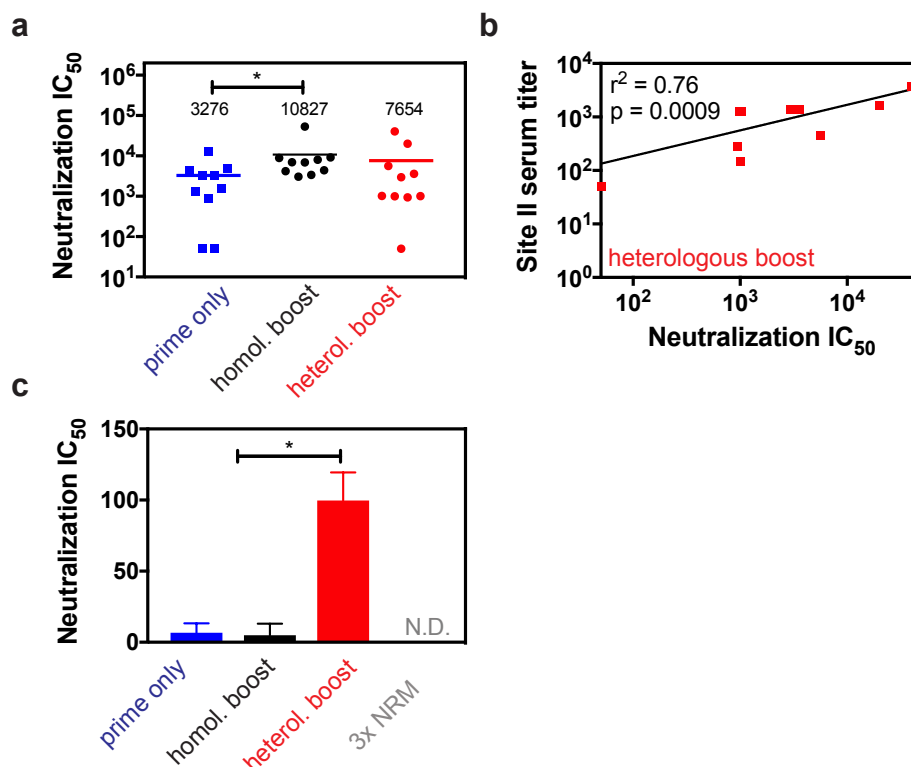 a
Neutralization IC50
10^6
10^5
10^4
10^3
10^2
10^1
*
3276 10827 7654
prime only
homol. boost
heterol. boost
b
Site II serum titer
10^4
10^3
10^2
10^1
10^0
r^2 = 0.76
p = 0.0009
heterologous boost
10^2 10^3 10^4
Neutralization IC50
c
Neutralization IC50
150
100
50
0
*
N.D.
prime only
homol. boost
heterol. boost
3x NRM